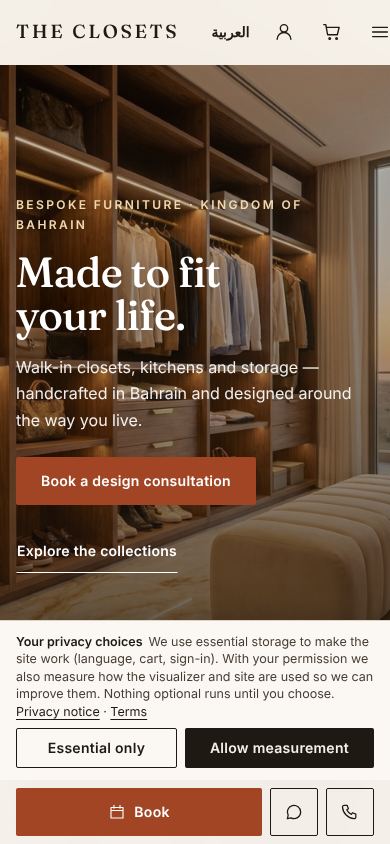 THE CLOSETS
العربية
BESPOKE FURNITURE · KINGDOM OF
BAHRAIN
Made to fit
your life.
Walk-in closets, kitchens and storage —
handcrafted in Bahrain and designed around
the way you live.
Book a design consultation
Explore the collections
Your privacy choices We use essential storage to make the
site work (language, cart, sign-in). With your permission we
also measure how the visualizer and site are used so we can
improve them. Nothing optional runs until you choose.
Privacy notice · Terms
Essential only
Allow measurement
Book